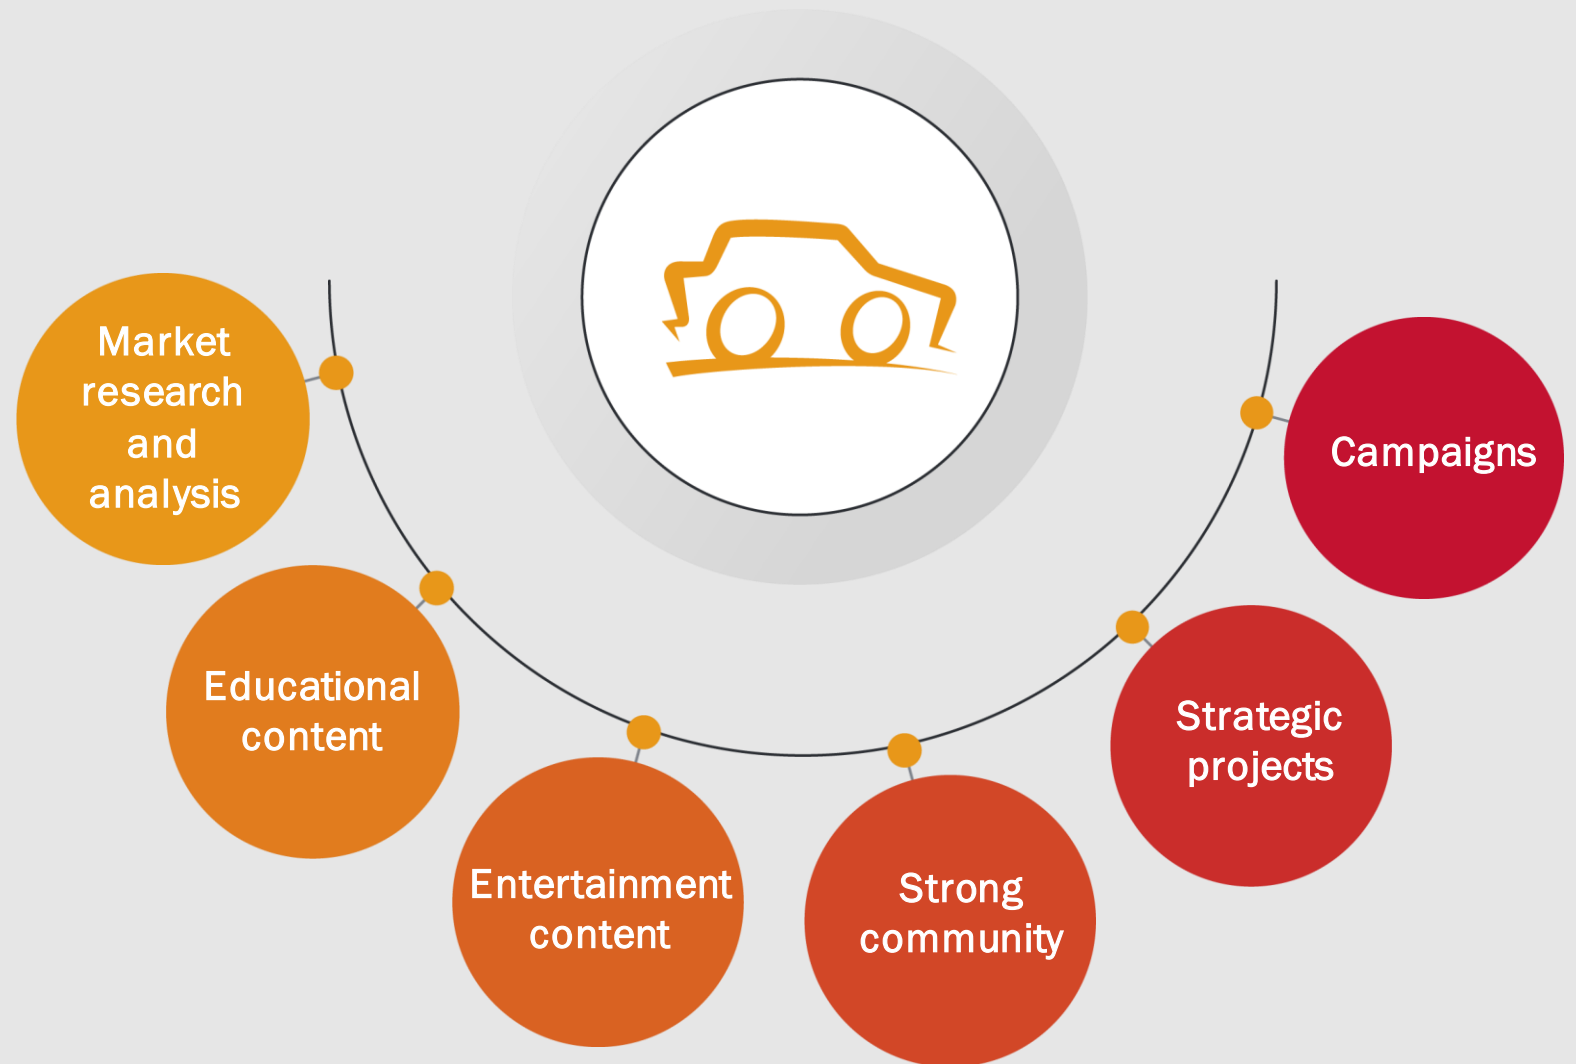 Market
research
and
analysis
Educational
content
Entertainment
content
Strong
community
Strategic
projects
Campaigns